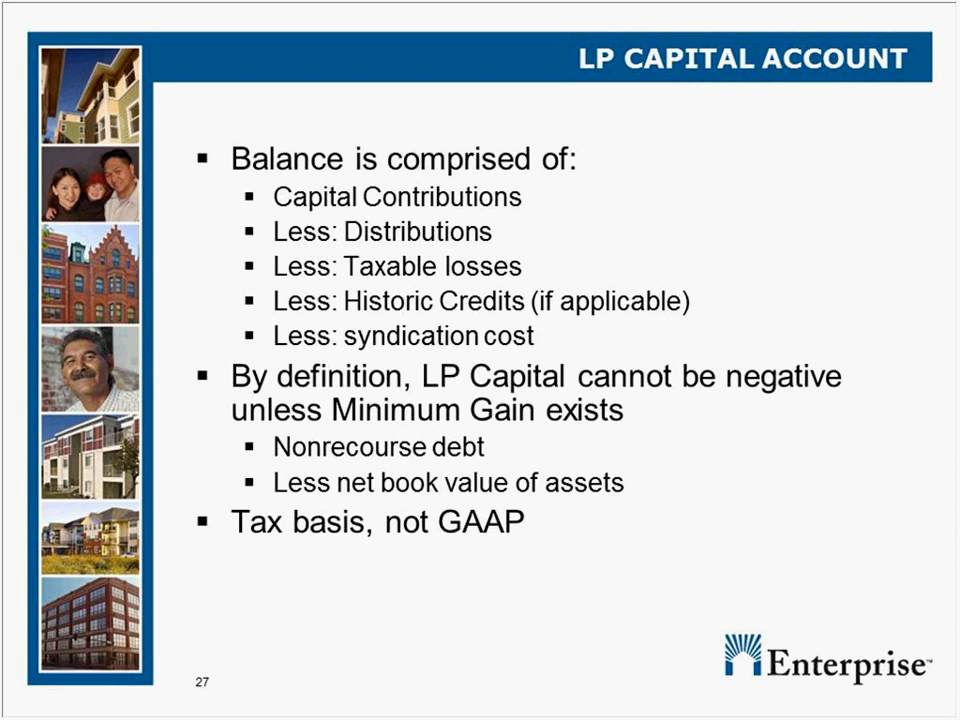 LP CAPITAL ACCOUNT
▪ Balance is comprised of:
▪ Capital Contributions
▪ Less: Distributions
▪ Less: Taxable losses
▪ Less: Historic Credits (if applicable)
▪ Less: syndication cost
▪ By definition, LP Capital cannot be negative
unless Minimum Gain exists
▪ Nonrecourse debt
▪ Less net book value of assets
▪ Tax basis, not GAAP
Enterprise™
27